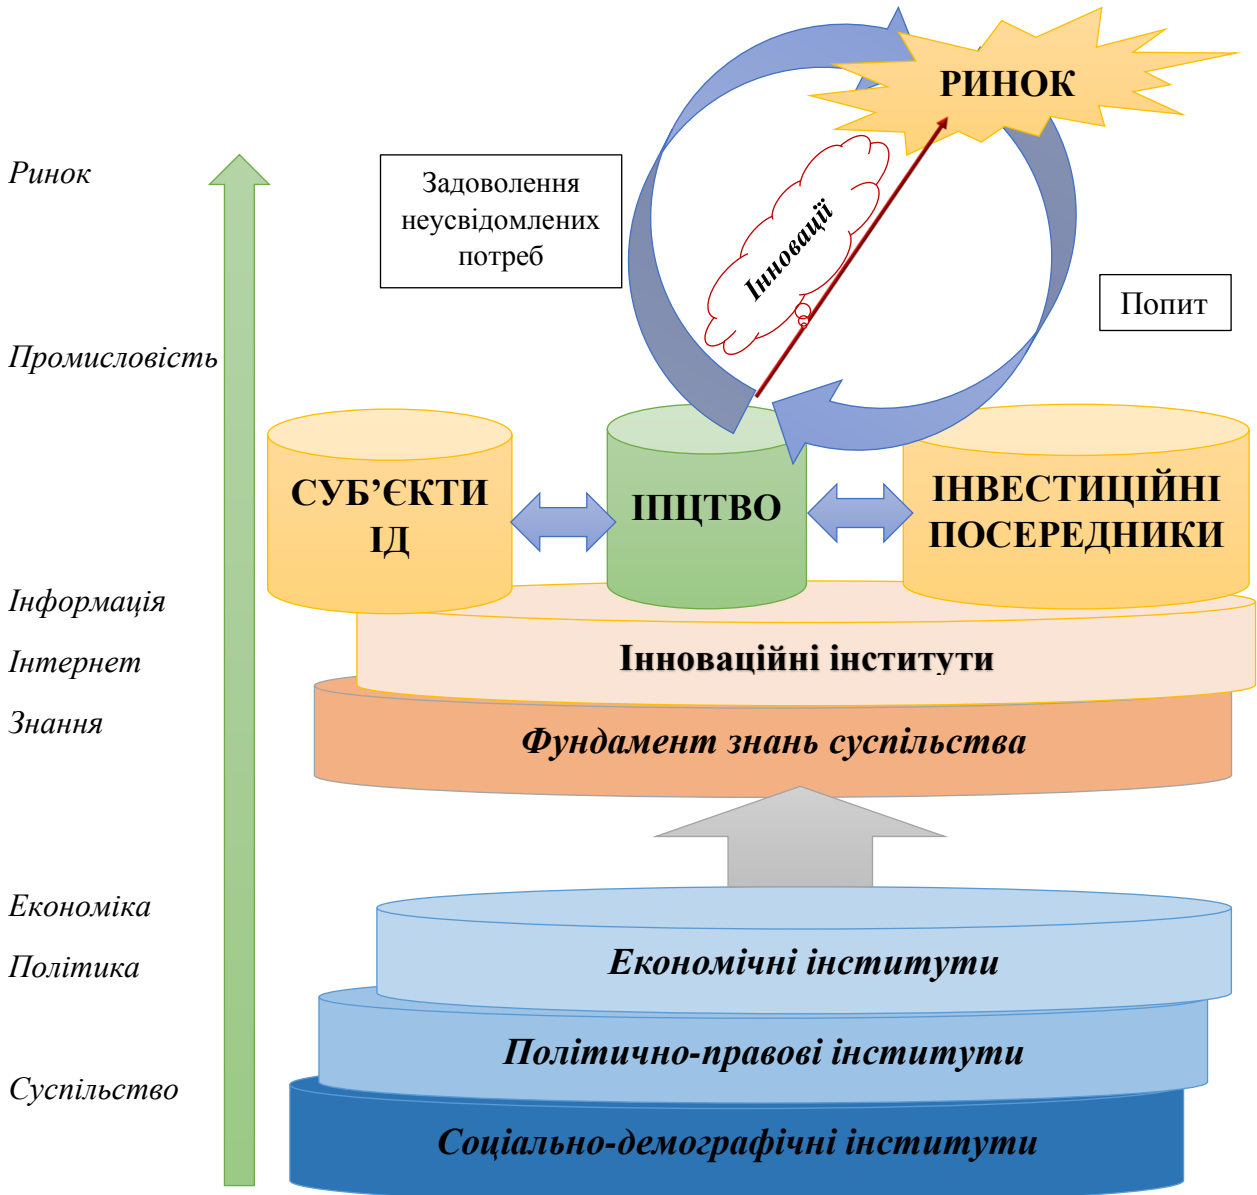 РИНОК
Ринок
Задоволення
неусвідомлених
потреб
Інновації
Попит
Промисловість
СУБ’ЄКТИ
ІД
ІПЦТВО
ІНВЕСТИЦІЙНІ
ПОСЕРЕДНИКИ
Інформація
Інтернет
Знання
Інноваційні інститути
Фундамент знань суспільства
Економіка
Політика
Економічні інститути
Політично-правові інститути
Суспільство
Соціально-демографічні інститути